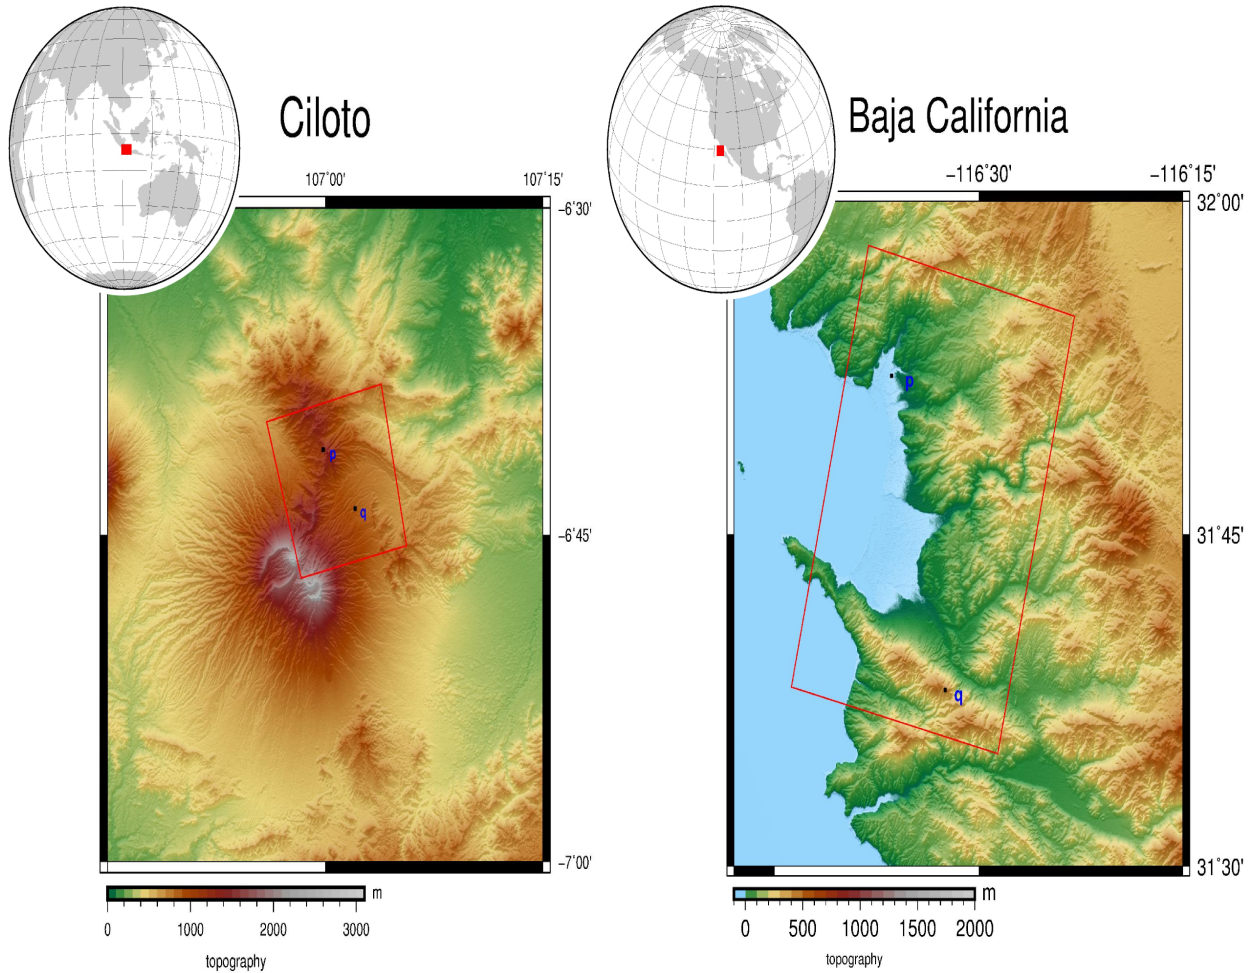 Ciloto
107°00'
107°15'
−6°30'
p
q
−6°45'
−7°00'
m
0
1000
2000
3000
topography
Baja California
−116°30'
−116°15'
32°00'
p
31°45'
q
31°30'
m
0
500
1000
1500
2000
topography